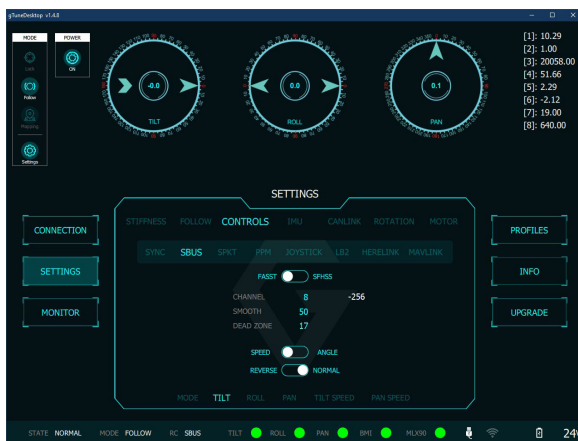 gTuneDesktop v1.4.8
MODE
POWER
Follow
Mapping
Settings
ON
-0.0
TILT
0.0
ROLL
0.1
PAN
[1]: 10.29
[2]: 1.00
[3]: 20058.00
[4]: 51.66
[5]: 2.29
[6]: -2.12
[7]: 19.00
[8]: 640.00
SETTINGS
CONNECTION
SETTINGS
MONITOR
STIFFNESS FOLLOW CONTROLS IMU CANLINK ROTATION MOTOR
SYNC SBUS SPKT PPM JOYSTICK LB2 HERELINK MAVLINK
FASST SFHSS
CHANNEL 8 -256
SMOOTH 50
DEAD ZONE 17
SPEED ANGLE
REVERSE NORMAL
MODE TILT ROLL PAN TILT SPEED PAN SPEED
PROFILES
INFO
UPGRADE
STATE NORMAL MODE FOLLOW RC SBUS TILT ROLL PAN BMI MLX90 24V